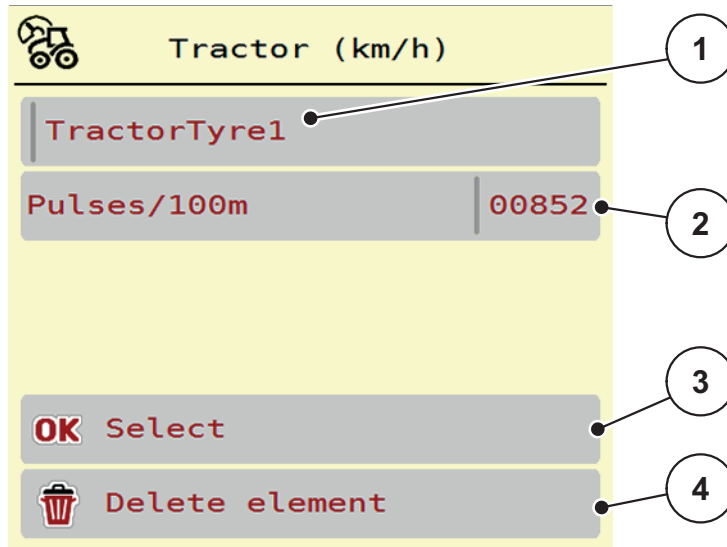 Tractor (km/h)
1
TractorTyre1
Pulses/100m 00852
2
3
OK Select
4
Delete element